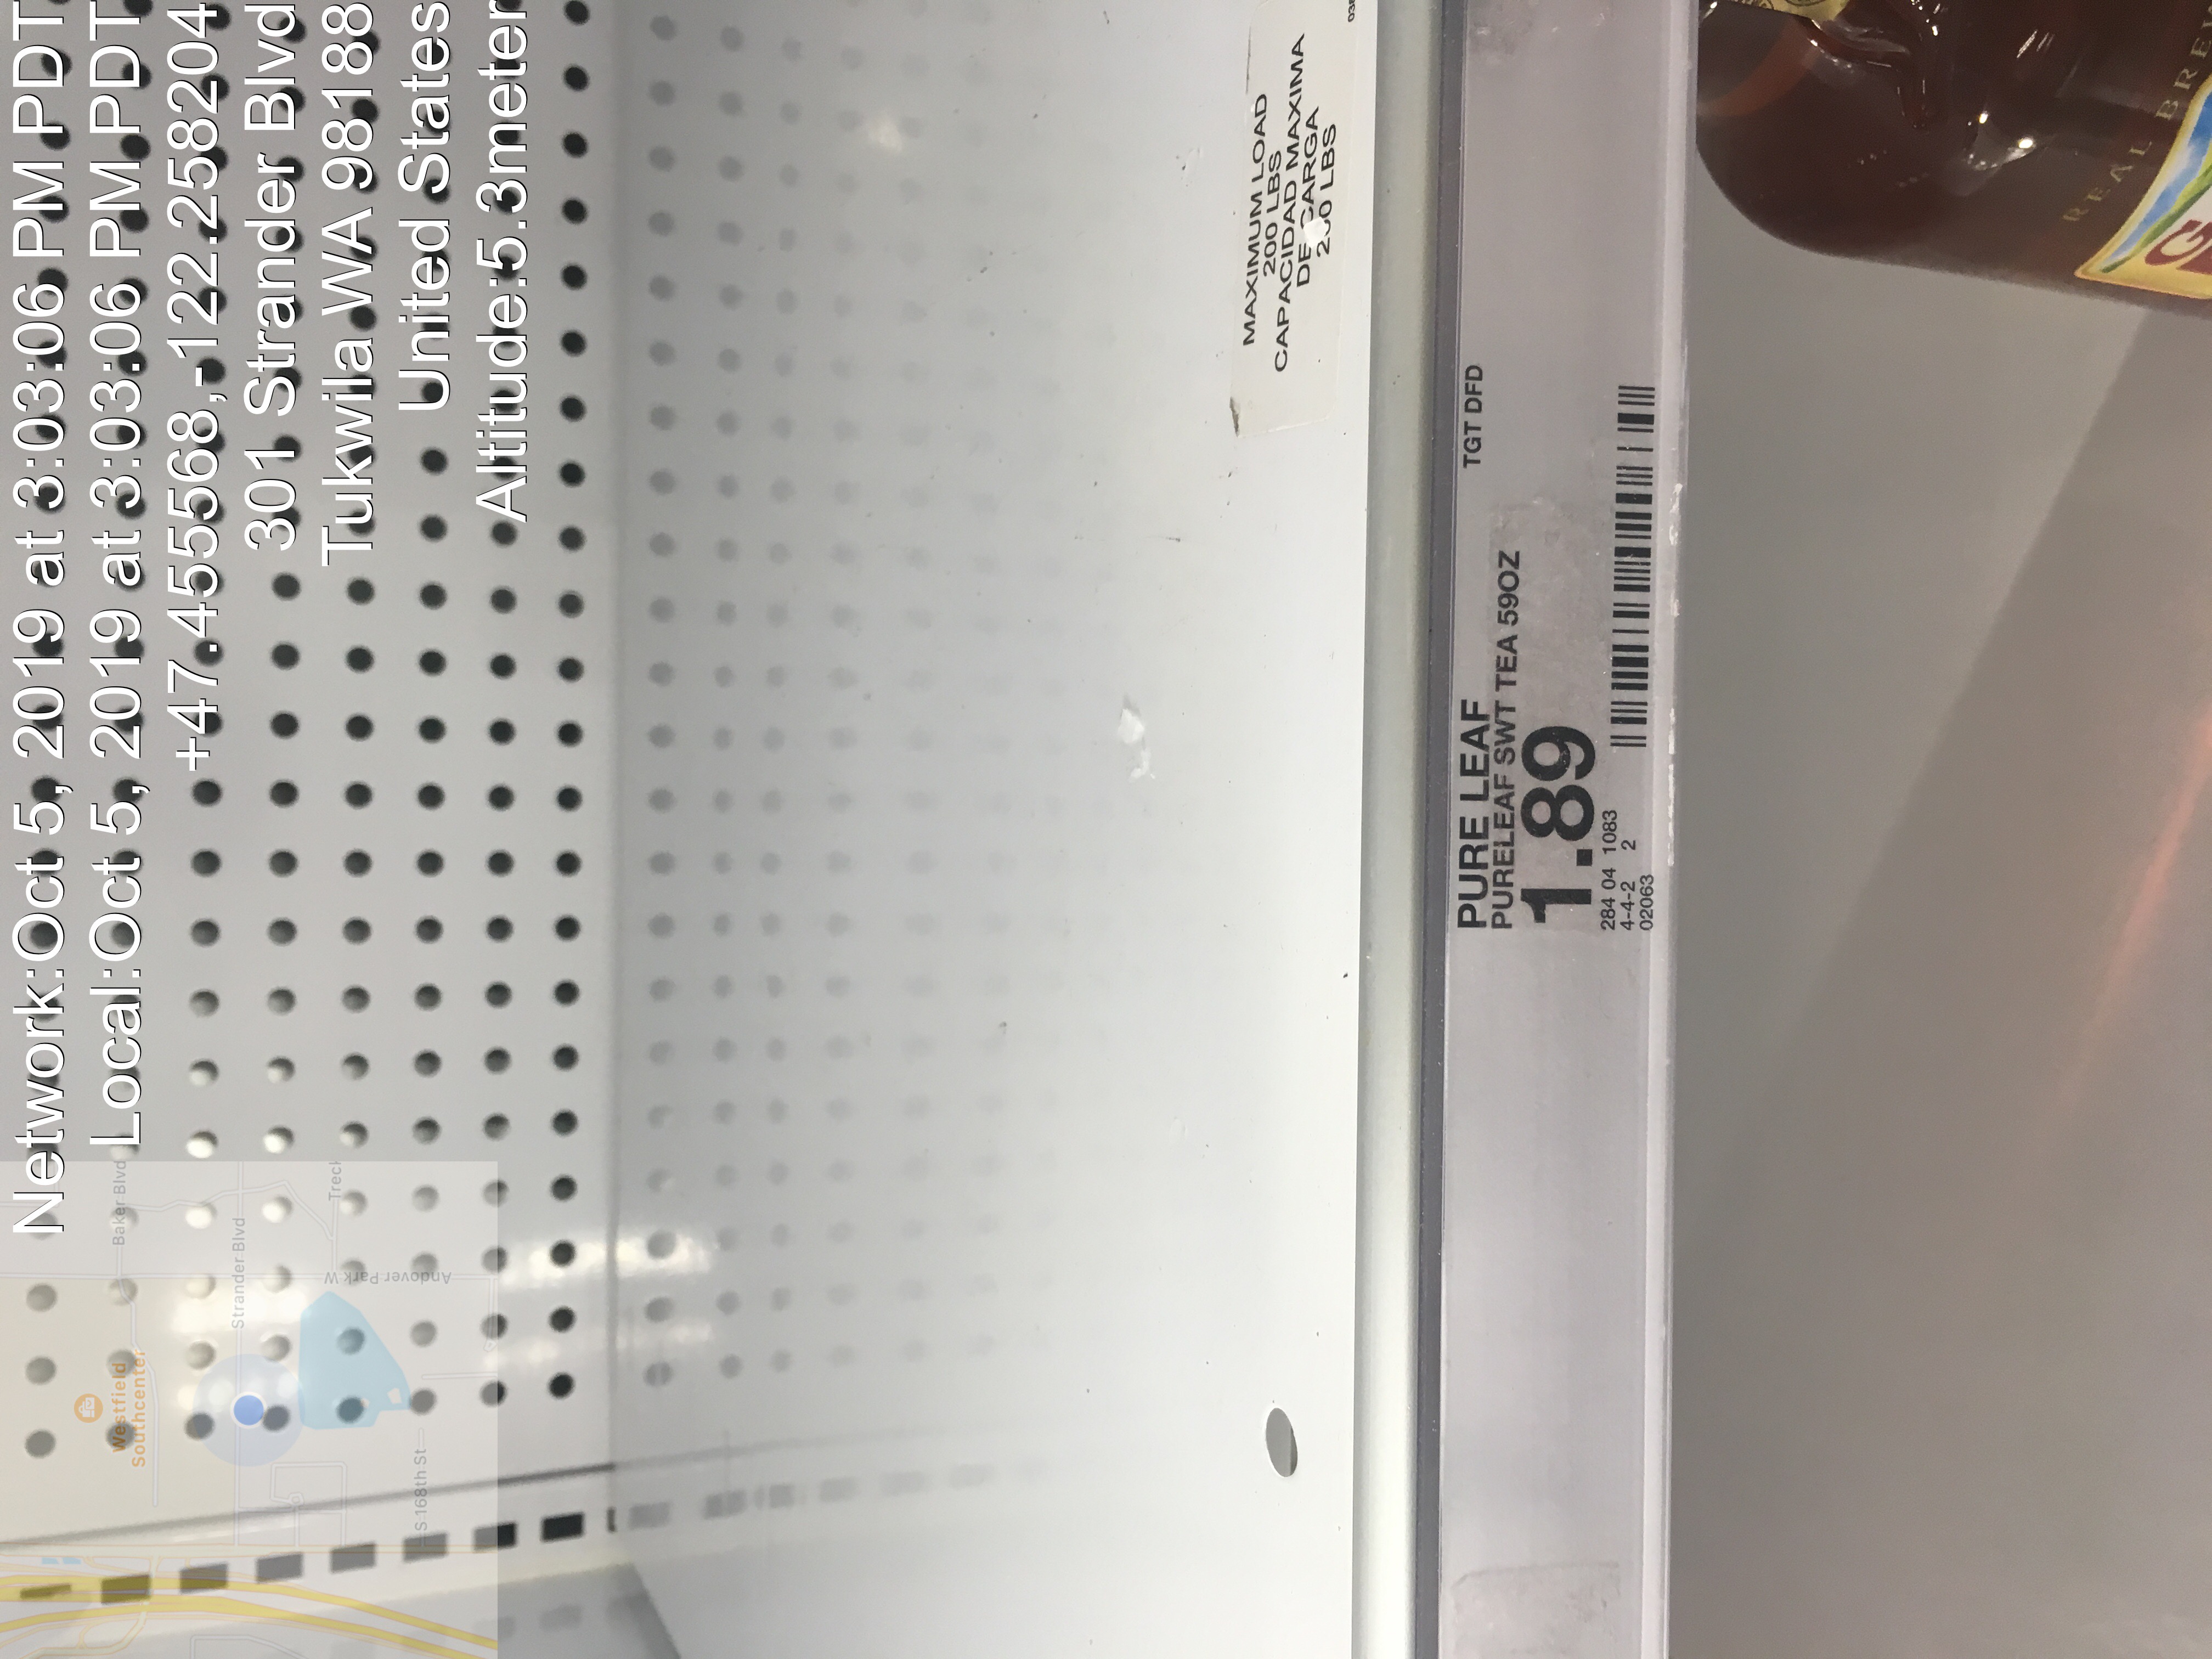 Network:Oct 5, 2019 at 3:03:06 PM PDT
Local:Oct 5, 2019 at 3:03:06 PM PDT
+47.455568,-122.258204
301 Strander Blvd
Tukwila WA 98188
United States
Altitude:5.3meter
Westfield
Southcenter
Baker Blvd
Strander Blvd
Treck
Andover Park W
S 168th St
MAXIMUM LOAD
200 LBS
CAPACIDAD MAXIMA
DE CARGA
200 LBS
PURE LEAF
TGT DFD
PURELEAF SWT TEA 59OZ
1.89
284 04 1083
4-4-2 2
02063
REAL